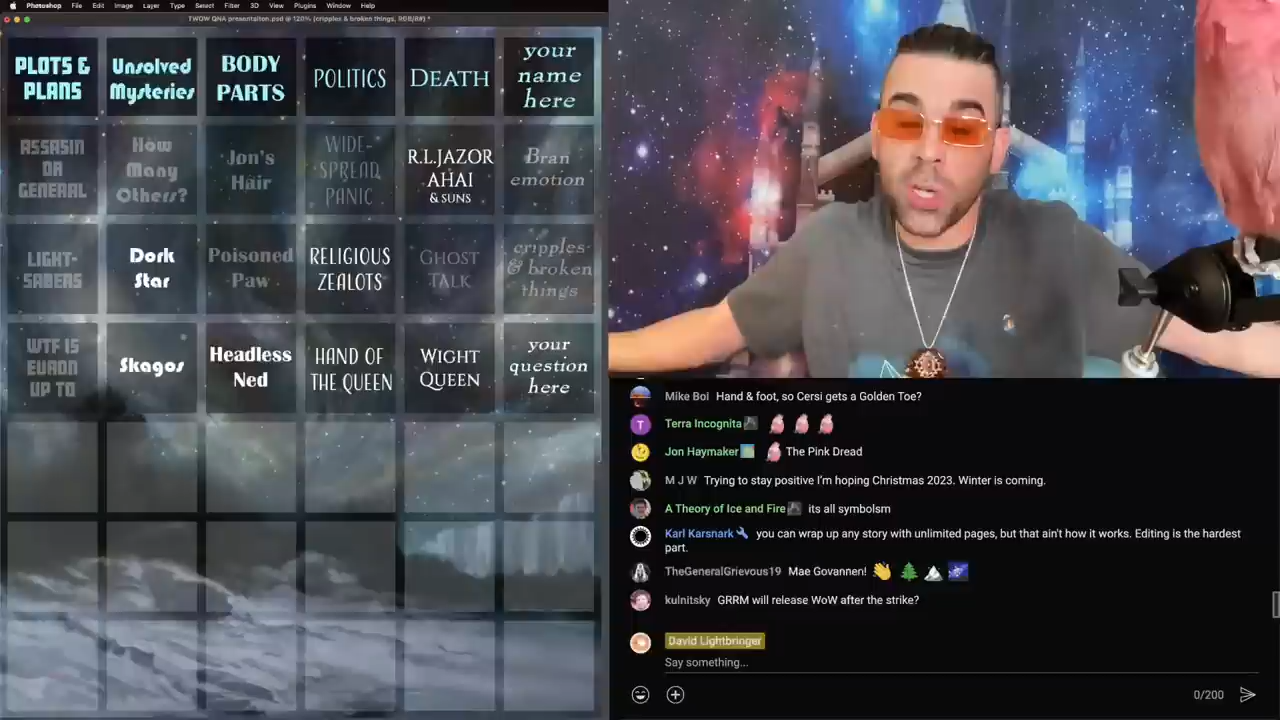 Photoshop File Edit Image Layer Type Select Filter 3D View Plugins Window Help
TWOW QNA presentaiton.psd @ 120% (cripples & broken things, RGB/8#) *
PLOTS &
PLANS
Unsolved
Mysteries
BODY
PARTS
POLITICS
DEATH
your
name
here
ASSASIN
OR
GENERAL
How
Many
Others?
Jon's
Hair
WIDE-
SPREAD
PANIC
R.L.JAZOR
AHAI
& SUNS
Bran
emotion
LIGHT-
SABERS
Dork
Star
Poisoned
Paw
RELIGIOUS
ZEALOTS
GHOST
TALK
cripples
& broken
things
WTF IS
EURON
UP TO
Skagos
Headless
Ned
HAND OF
THE QUEEN
WIGHT
QUEEN
your
question
here
Mike Bol Hand & foot, so Cersi gets a Golden Toe?
Terra Incognita
Jon Haymaker The Pink Dread
M J W Trying to stay positive I'm hoping Christmas 2023. Winter is coming.
A Theory of Ice and Fire its all symbolsm
Karl Karsnark you can wrap up any story with unlimited pages, but that ain't how it works. Editing is the hardest
part.
TheGeneralGrievous19 Mae Govannen!
kulnitsky GRRM will release WoW after the strike?
David Lightbringer
Say something...
0/200